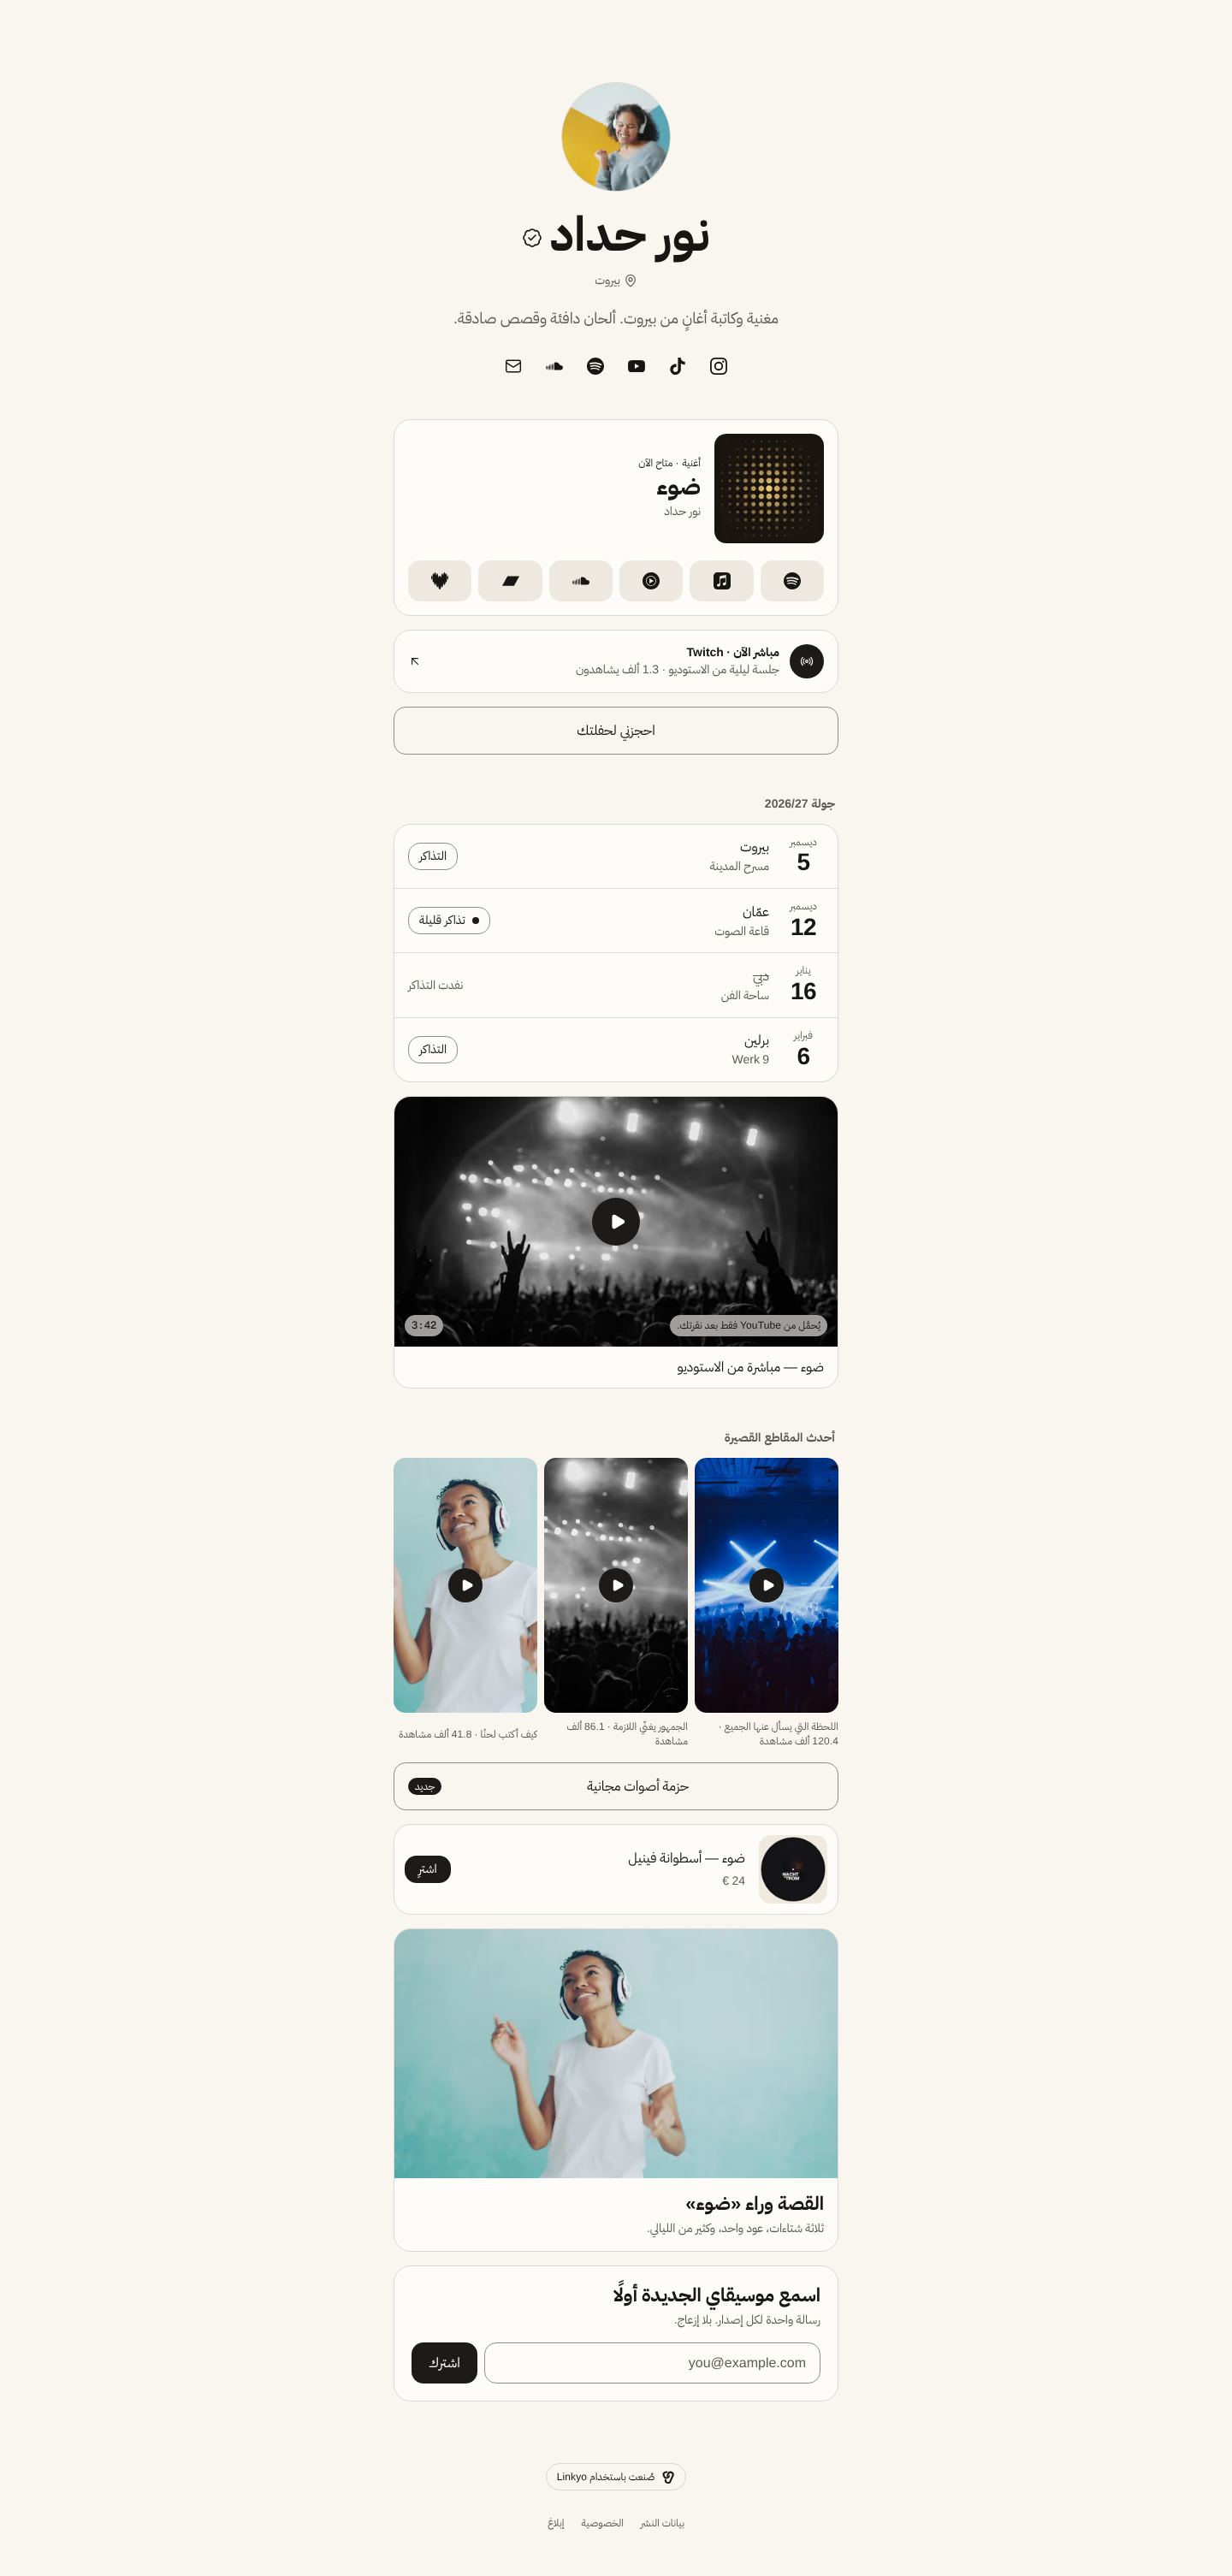 نور حداد
بيروت
مغنية وكاتبة أغانٍ من بيروت. ألحان دافئة وقصص صادقة.
أغنية · متاح الآن
ضوء
نور حداد
مباشر الآن · Twitch
جلسة ليلية من الاستوديو · 1.3 ألف يشاهدون
احجزني لحفلتك
جولة 2026/27
ديسمبر
5
بيروت
مسرح المدينة
التذاكر
ديسمبر
12
عمّان
قاعة الصوت
تذاكر قليلة
يناير
16
دبي
ساحة الفن
نفدت التذاكر
فبراير
6
برلين
Werk 9
التذاكر
يُحمَّل من YouTube فقط بعد نقرتك.
3:42
ضوء — مباشرة من الاستوديو
أحدث المقاطع القصيرة
اللحظة التي يسأل عنها الجميع ·
120.4 ألف مشاهدة
الجمهور يغنّي اللازمة · 86.1 ألف
مشاهدة
كيف أكتب لحنًا · 41.8 ألف مشاهدة
حزمة أصوات مجانية
جديد
NACHT
STROM
ضوء — أسطوانة فينيل
24 €
اشترِ
القصة وراء «ضوء»
ثلاثة شتاءات، عود واحد، وكثير من الليالي.
اسمع موسيقاي الجديدة أولًا
رسالة واحدة لكل إصدار. بلا إزعاج.
you@example.com
اشترك
صُنعت باستخدام Linkyo
بيانات النشر
الخصوصية
إبلاغ